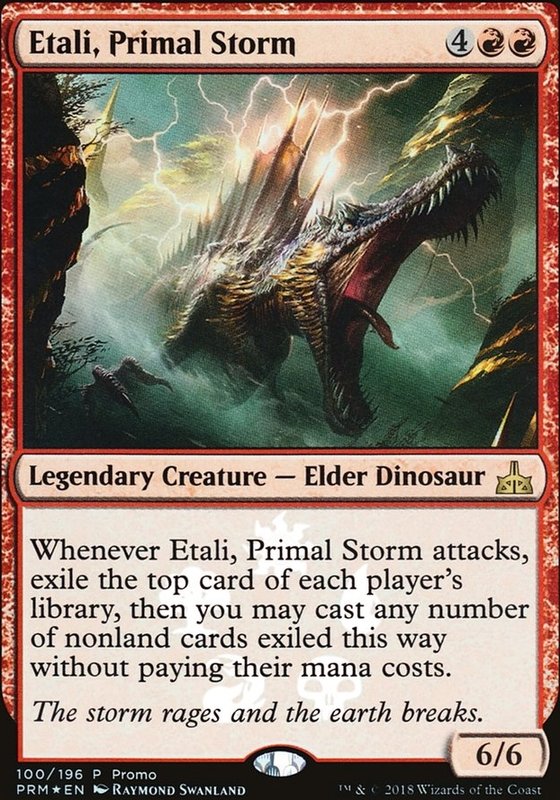 Etali, Primal Storm 4
Legendary Creature — Elder Dinosaur
Whenever Etali, Primal Storm attacks,
exile the top card of each player's
library, then you may cast any number
of nonland cards exiled this way
without paying their mana costs.
The storm rages and the earth breaks.
6/6
100/196 P Promo
PRM★EN Raymond Swanland
™ & © 2018 Wizards of the Coast